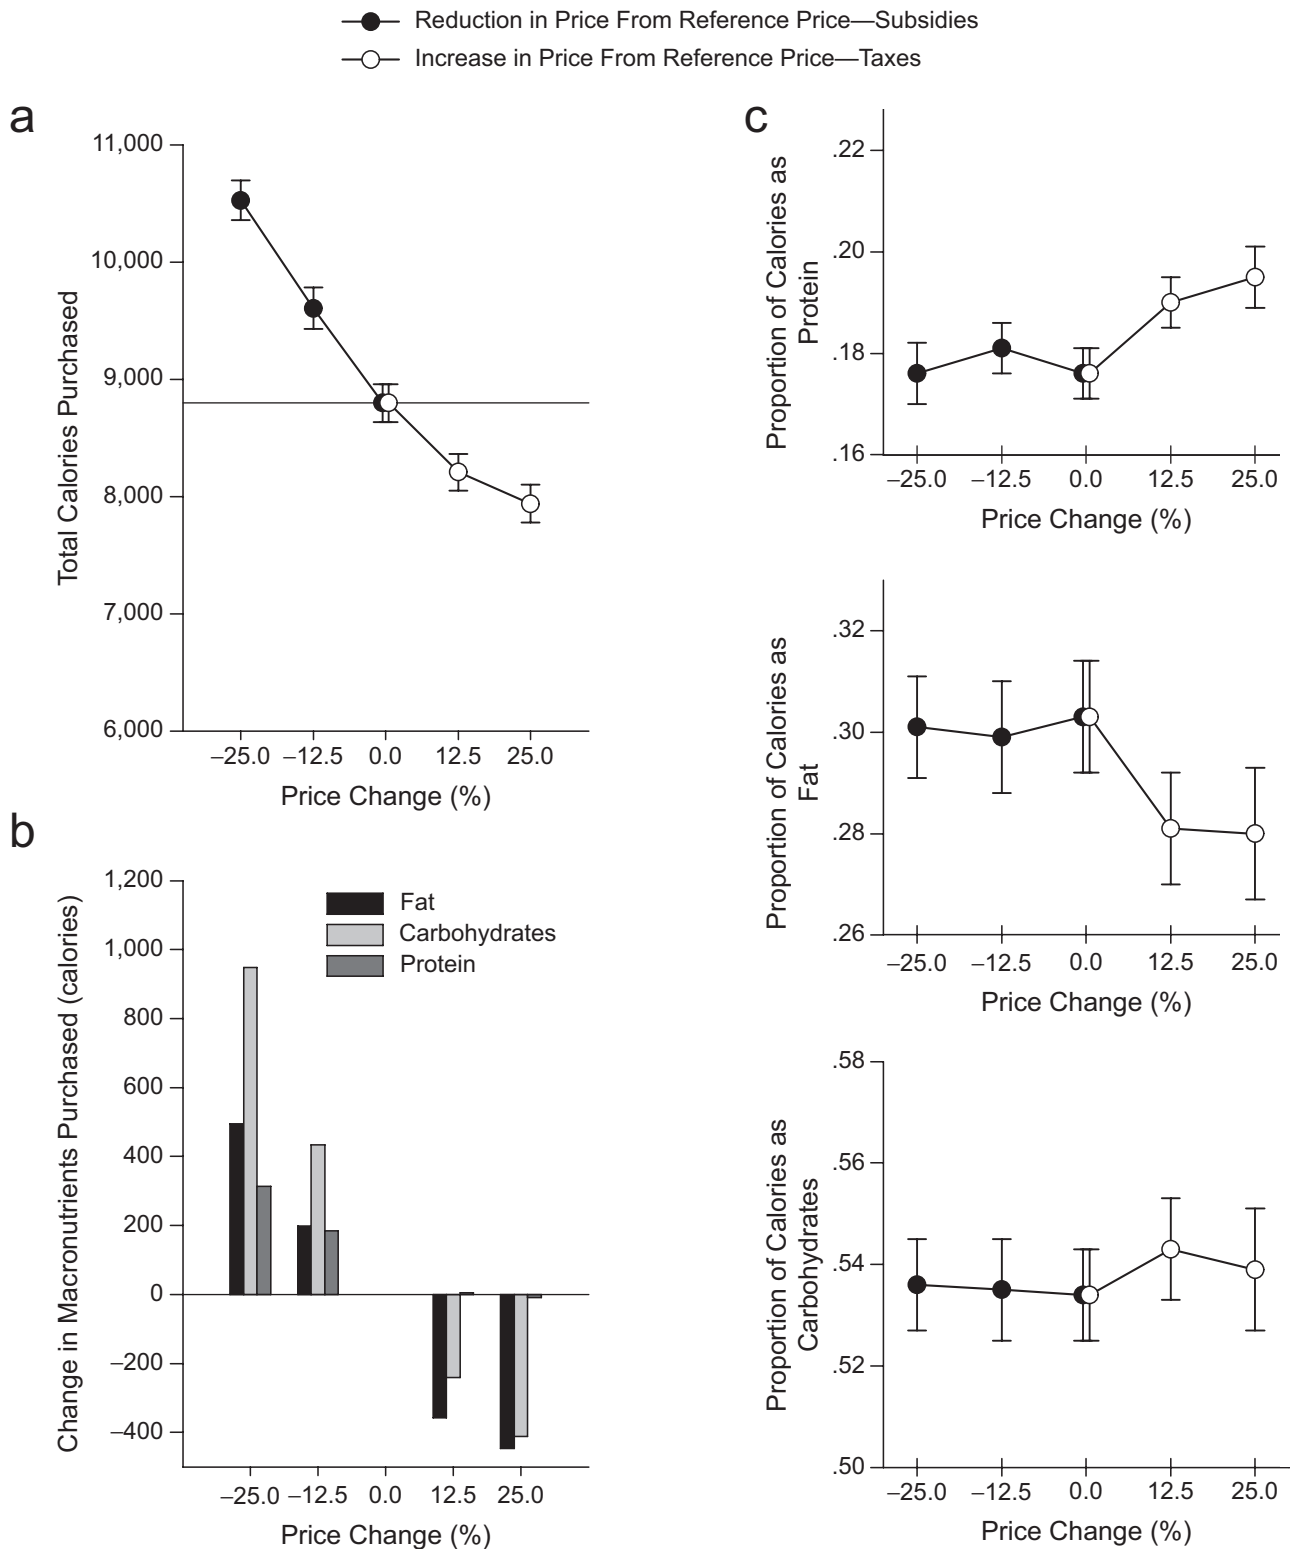 Reduction in Price From Reference Price—Subsidies
Increase in Price From Reference Price—Taxes
a
Total Calories Purchased
11,000
10,000
9,000
8,000
7,000
6,000
–25.0 –12.5 0.0 12.5 25.0
Price Change (%)
b
Change in Macronutrients Purchased (calories)
1,200
1,000
800
600
400
200
0
–200
–400
Fat
Carbohydrates
Protein
–25.0 –12.5 0.0 12.5 25.0
Price Change (%)
c
Proportion of Calories as
Protein
.22
.20
.18
.16
–25.0 –12.5 0.0 12.5 25.0
Price Change (%)
Proportion of Calories as
Fat
.32
.30
.28
.26
–25.0 –12.5 0.0 12.5 25.0
Price Change (%)
Proportion of Calories as
Carbohydrates
.58
.56
.54
.52
.50
–25.0 –12.5 0.0 12.5 25.0
Price Change (%)